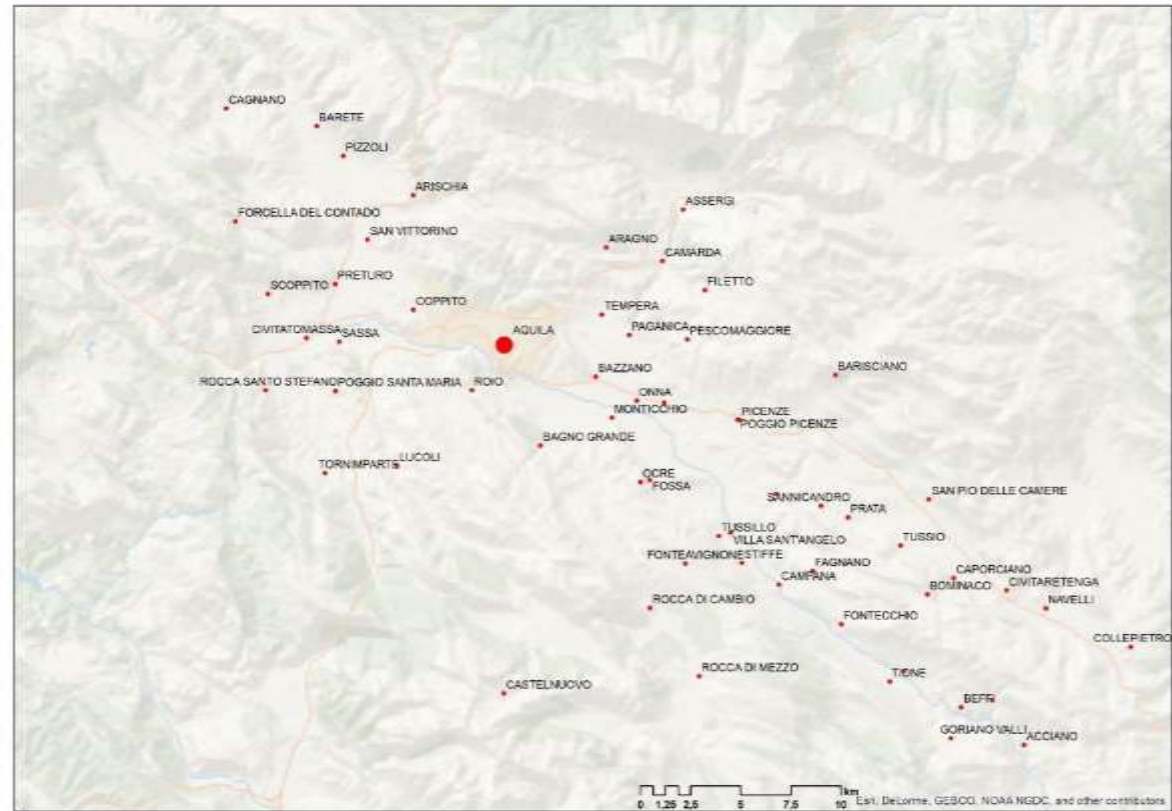 CAGNANO
BARETE
PIZZOLI
ARISCHIA
ASSERGI
FORCELLA DEL CONTADO
SAN VITTORINO
ARAGNO
CAMARDA
PRETURO
SCOPPITO
FILETTO
COPPITO
TEMPERA
CIVITATOMASSA
SASSA
AQUILA
PAGANICA
PESCOMAGGIORE
BARISCIANO
BAZZANO
ROCCA SANTO STEFANO
POGGIO SANTA MARIA
ROIO
ONNA
MONTICCHIO
PICENZE
POGGIO PICENZE
BAGNO GRANDE
LUCOLI
TORNIMPARTE
OCRE
FOSSA
SANNICANDRO
SAN PIO DELLE CAMERE
PRATA
TUSSILLO
VILLA SANT'ANGELO
TUSSIO
FONTEAVIGNONE
STIFFE
FAGNANO
CAMPANA
CAPORCIANO
BOMINACO
CIVITARETENGA
ROCCA DI CAMBIO
NAVELLI
FONTECCHIO
COLLEPIETRO
ROCCA DI MEZZO
TIONE
CASTELNUOVO
BEFFI
GORIANO VALLI
ACCIANO
km
0 1,25 2,5 5 7,5 10
Esri, DeLorme, GEBCO, NOAA NGDC, and other contributors